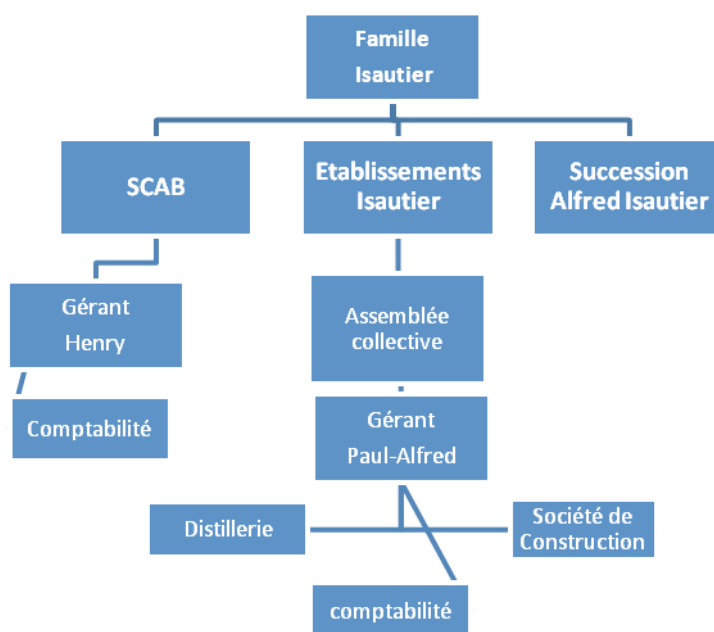 Famille
Isautier
SCAB
Etablissements
Isautier
Succession
Alfred Isautier
Gérant
Henry
Assemblée
collective
Comptabilité
Gérant
Paul-Alfred
Distillerie
Société de
Construction
comptabilité